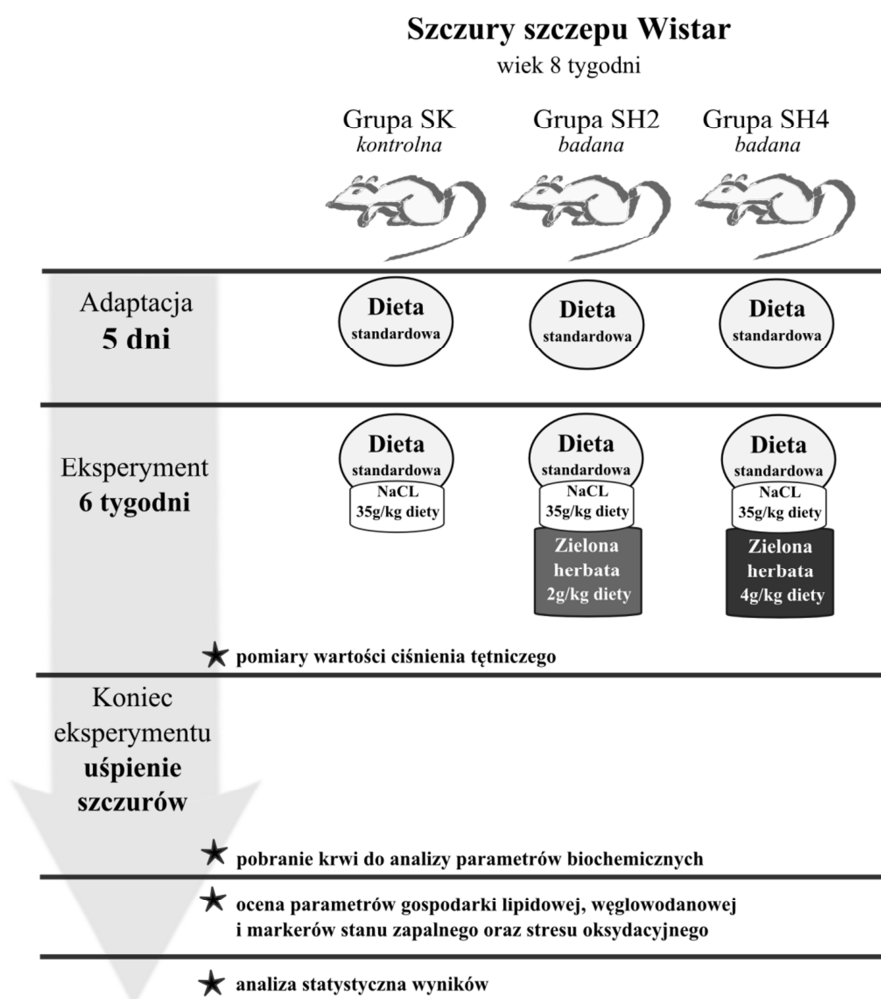 Szczury szczepu Wistar
wiek 8 tygodni
Grupa SK
kontrolna
Grupa SH2
badana
Grupa SH4
badana
Adaptacja
5 dni
Dieta
standardowa
Dieta
standardowa
Dieta
standardowa
Eksperyment
6 tygodni
Dieta
standardowa
NaCL
35g/kg diety
Dieta
standardowa
NaCL
35g/kg diety
Zielona
herbata
2g/kg diety
Dieta
standardowa
NaCL
35g/kg diety
Zielona
herbata
4g/kg diety
pomiary wartości ciśnienia tętniczego
Koniec
eksperymentu
uśpienie
szczurów
pobranie krwi do analizy parametrów biochemicznych
ocena parametrów gospodarki lipidowej, węglowodanowej
i markerów stanu zapalnego oraz stresu oksydacyjnego
analiza statystyczna wyników